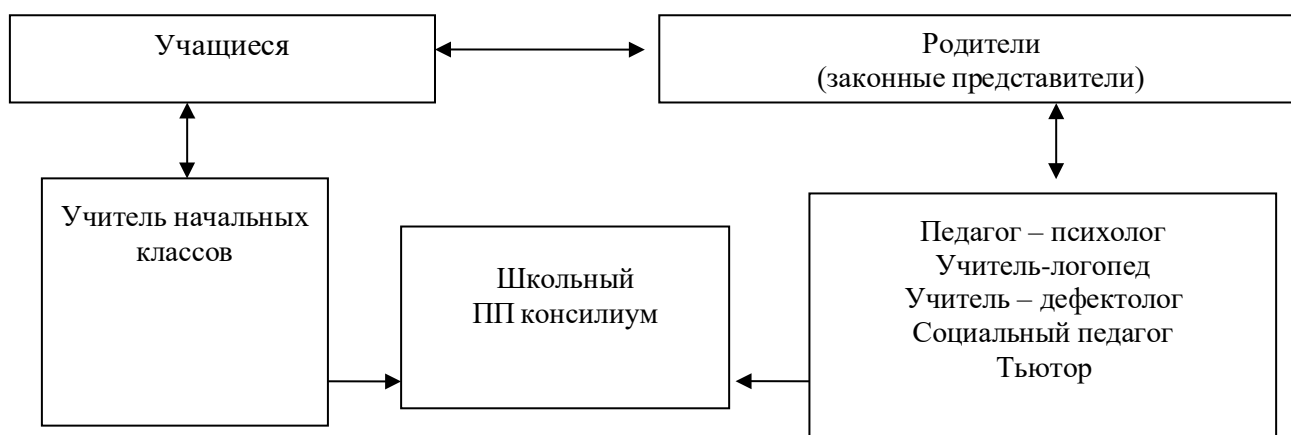 Учащиеся
Родители
(законные представители)
Учитель начальных
классов
Школьный
ПП консилиум
Педагог – психолог
Учитель-логопед
Учитель – дефектолог
Социальный педагог
Тьютор